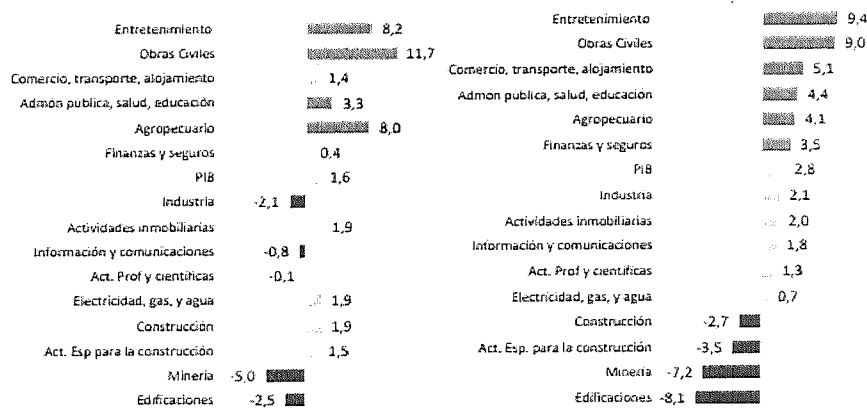 Entretenimiento 8,2
Obras Civiles 11,7
Comercio, transporte, alojamiento 1,4
Admón publica, salud, educación 3,3
Agropecuario 8,0
Finanzas y seguros 0,4
PIB 1,6
Industria -2,1
Actividades inmobiliarias 1,9
Información y comunicaciones -0,8
Act. Prof y científicas -0,1
Electricidad, gas, y agua 1,9
Construcción 1,9
Act. Esp para la construcción 1,5
Minería -5,0
Edificaciones -2,5
Entretenimiento 9,4
Obras Civiles 9,0
Comercio, transporte, alojamiento 5,1
Admón publica, salud, educación 4,4
Agropecuario 4,1
Finanzas y seguros 3,5
PIB 2,8
Industria 2,1
Actividades inmobiliarias 2,0
Información y comunicaciones 1,8
Act. Prof y científicas 1,3
Electricidad, gas, y agua 0,7
Construcción -2,7
Act. Esp. para la construcción -3,5
Minería -7,2
Edificaciones -8,1